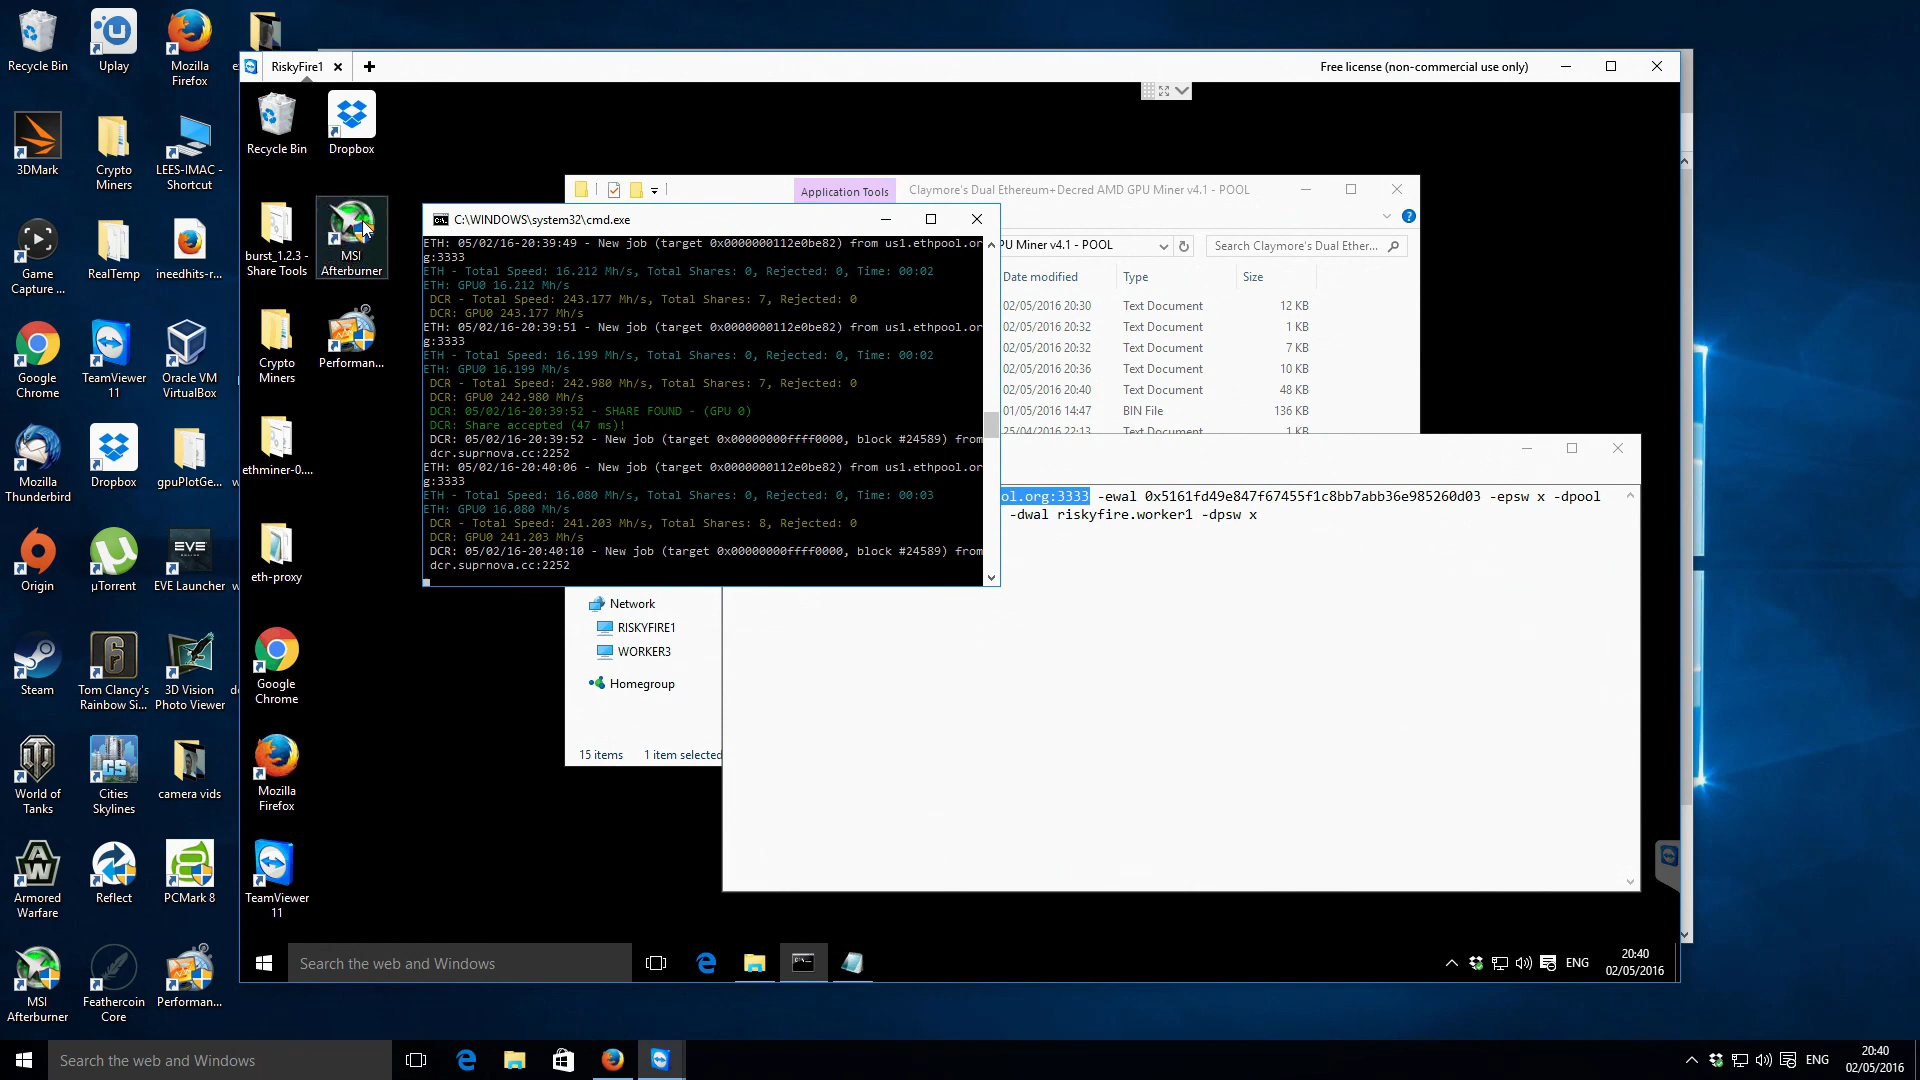 Recycle Bin
Uplay
Mozilla
Firefox
3DMark
Crypto
Miners
LEES-IMAC -
Shortcut
Game
Capture ...
RealTemp
ineedhits-r...
Google
Chrome
TeamViewer
11
Oracle VM
VirtualBox
Mozilla
Thunderbird
Dropbox
gpuPlotGe...
Origin
µTorrent
EVE Launcher
Steam
Tom Clancy's
Rainbow Si...
3D Vision
Photo Viewer
World of
Tanks
Cities
Skylines
camera vids
Armored
Warfare
Reflect
PCMark 8
MSI
Afterburner
Feathercoin
Core
Performan...
RiskyFire1
Free license (non-commercial use only)
Recycle Bin
Dropbox
burst_1.2.3 -
Share Tools
MSI
Afterburner
Crypto
Miners
Performan...
ethminer-0....
eth-proxy
Google
Chrome
Mozilla
Firefox
TeamViewer
11
Application Tools
Claymore's Dual Ethereum+Decred AMD GPU Miner v4.1 - POOL
PU Miner v4.1 - POOL
Search Claymore's Dual Ether...
Date modified Type Size
02/05/2016 20:30 Text Document 12 KB
02/05/2016 20:32 Text Document 1 KB
02/05/2016 20:32 Text Document 7 KB
02/05/2016 20:36 Text Document 10 KB
02/05/2016 20:40 Text Document 48 KB
01/05/2016 14:47 BIN File 136 KB
25/04/2016 22:13 Text Document 1 KB
C:\WINDOWS\system32\cmd.exe
ETH: 05/02/16-20:39:49 - New job (target 0x0000000112e0be82) from us1.ethpool.or
g:3333
ETH - Total Speed: 16.212 Mh/s, Total Shares: 0, Rejected: 0, Time: 00:02
ETH: GPU0 16.212 Mh/s
DCR - Total Speed: 243.177 Mh/s, Total Shares: 7, Rejected: 0
DCR: GPU0 243.177 Mh/s
ETH: 05/02/16-20:39:51 - New job (target 0x0000000112e0be82) from us1.ethpool.or
g:3333
ETH - Total Speed: 16.199 Mh/s, Total Shares: 0, Rejected: 0, Time: 00:02
ETH: GPU0 16.199 Mh/s
DCR - Total Speed: 242.980 Mh/s, Total Shares: 7, Rejected: 0
DCR: GPU0 242.980 Mh/s
DCR: 05/02/16-20:39:52 - SHARE FOUND - (GPU 0)
DCR: Share accepted (47 ms)!
DCR: 05/02/16-20:39:52 - New job (target 0x00000000ffff0000, block #24589) from
dcr.suprnova.cc:2252
ETH: 05/02/16-20:40:06 - New job (target 0x0000000112e0be82) from us1.ethpool.or
g:3333
ETH - Total Speed: 16.080 Mh/s, Total Shares: 0, Rejected: 0, Time: 00:03
ETH: GPU0 16.080 Mh/s
DCR - Total Speed: 241.203 Mh/s, Total Shares: 8, Rejected: 0
DCR: GPU0 241.203 Mh/s
DCR: 05/02/16-20:40:10 - New job (target 0x00000000ffff0000, block #24589) from
dcr.suprnova.cc:2252
ol.org:3333 -ewal 0x5161fd49e847f67455f1c8bb7abb36e985260d03 -epsw x -dpool
-dwal riskyfire.worker1 -dpsw x
Network
RISKYFIRE1
WORKER3
Homegroup
15 items 1 item selected
Search the web and Windows
ENG
20:40
02/05/2016
Search the web and Windows
ENG
20:40
02/05/2016